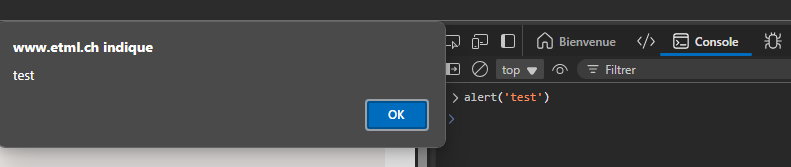 www.etml.ch indique
test
OK
Bienvenue
Console
top
Filtrer
> alert('test')
>